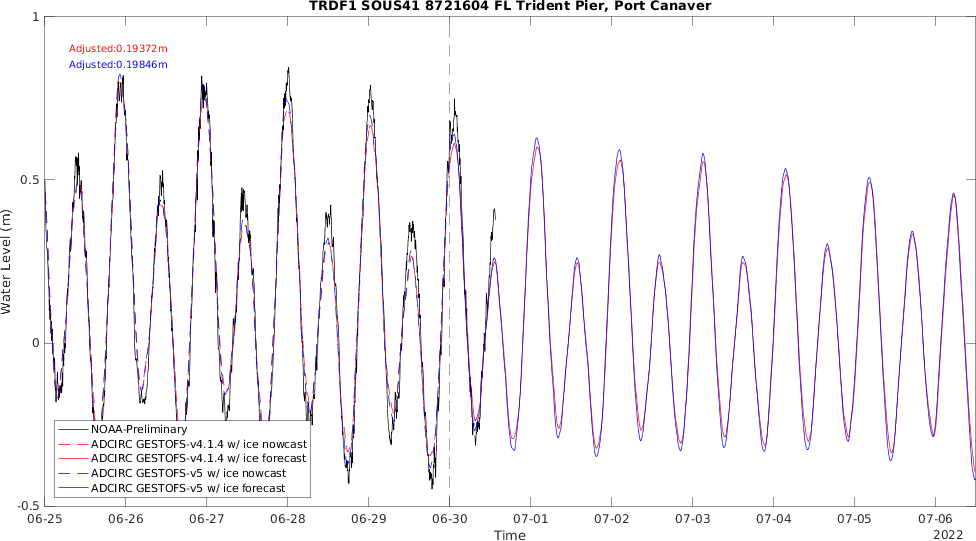 TRDF1 SOUS41 8721604 FL Trident Pier, Port Canaver
1
Adjusted:0.19372m
Adjusted:0.19846m
0.5
Water Level (m)
0
NOAA-Preliminary
ADCIRC GESTOFS-v4.1.4 w/ ice nowcast
ADCIRC GESTOFS-v4.1.4 w/ ice forecast
ADCIRC GESTOFS-v5 w/ ice nowcast
ADCIRC GESTOFS-v5 w/ ice forecast
-0.5
06-25 06-26 06-27 06-28 06-29 06-30 07-01 07-02 07-03 07-04 07-05 07-06
Time
2022